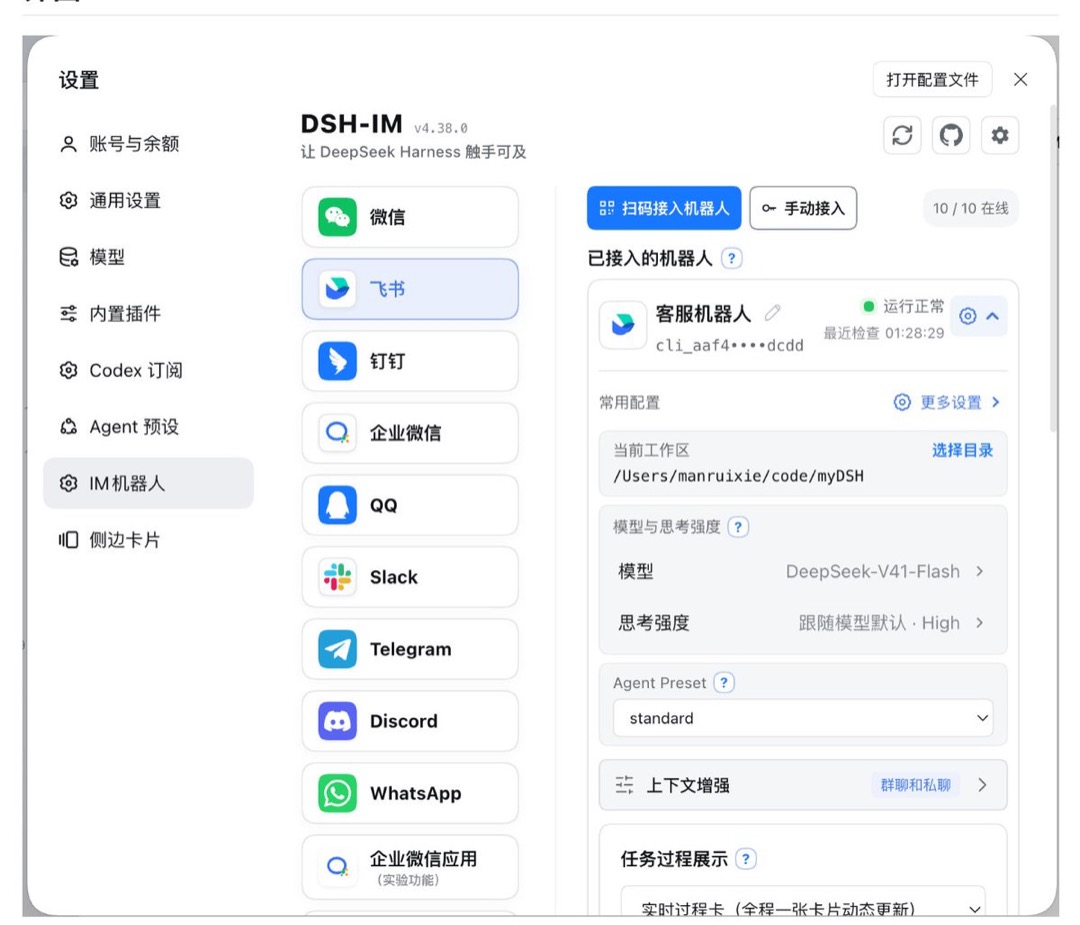 设置
打开配置文件
账号与余额
通用设置
模型
内置插件
Codex 订阅
Agent 预设
IM机器人
侧边卡片
DSH-IM v4.38.0
让 DeepSeek Harness 触手可及
微信
飞书
钉钉
企业微信
QQ
Slack
Telegram
Discord
WhatsApp
企业微信应用
(实验功能)
扫码接入机器人
手动接入
10 / 10 在线
已接入的机器人 ?
客服机器人
cli_aaf4••••dcdd
运行正常
最近检查 01:28:29
常用配置
更多设置
当前工作区
选择目录
/Users/manruixie/code/myDSH
模型与思考强度 ?
模型
DeepSeek-V41-Flash
思考强度
跟随模型默认 · High
Agent Preset ?
standard
上下文增强
群聊和私聊
任务过程展示 ?
实时过程卡（全程一张卡片动态更新）